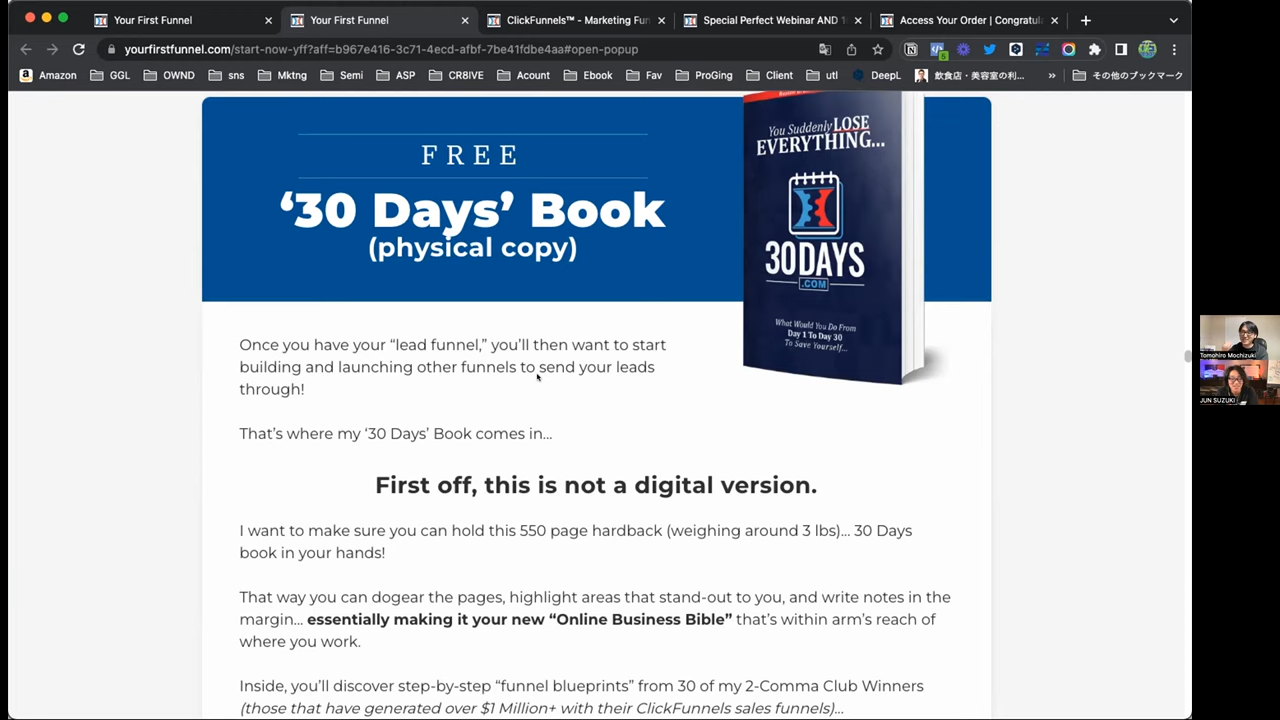 Your First Funnel
Your First Funnel
ClickFunnels™ - Marketing Fun
Special Perfect Webinar AND 1
Access Your Order | Congratul
yourfirstfunnel.com/start-now-yff?aff=b967e416-3c71-4ecd-afbf-7be41fdbe4aa#open-popup
Amazon
GGL
OWND
sns
Mktng
Semi
ASP
CR8IVE
Acount
Ebook
Fav
ProGing
Client
utl
DeepL
飲食店・美容室の利...
その他のブックマーク
FREE
‘30 Days’ Book
(physical copy)
You Suddenly LOSE
EVERYTHING...
30DAYS
.COM
What Would You Do From
Day 1 To Day 30
To Save Yourself...
Once you have your “lead funnel,” you’ll then want to start
building and launching other funnels to send your leads
through!
That’s where my ‘30 Days’ Book comes in...
First off, this is not a digital version.
I want to make sure you can hold this 550 page hardback (weighing around 3 lbs)... 30 Days
book in your hands!
That way you can dogear the pages, highlight areas that stand-out to you, and write notes in the
margin... essentially making it your new “Online Business Bible” that’s within arm’s reach of
where you work.
Inside, you’ll discover step-by-step “funnel blueprints” from 30 of my 2-Comma Club Winners
(those that have generated over $1 Million+ with their ClickFunnels sales funnels)...
Tomohiro Mochizuki
JUN SUZUKI